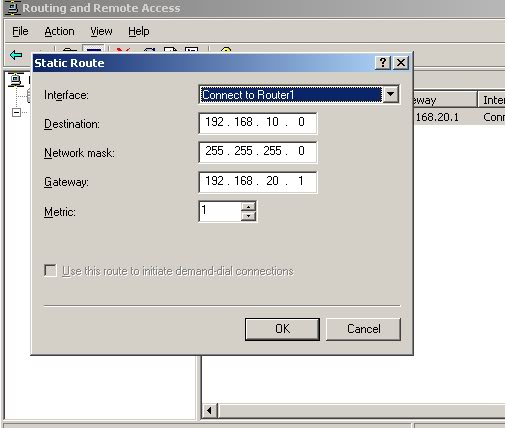 Routing and Remote Access
File Action View Help
Static Route
Interface: Connect to Router1
Destination: 192 . 168 . 10 . 0
Network mask: 255 . 255 . 255 . 0
Gateway: 192 . 168 . 20 . 1
Metric: 1
Use this route to initiate demand-dial connections
OK Cancel
eway Inter
168.20.1 Conn